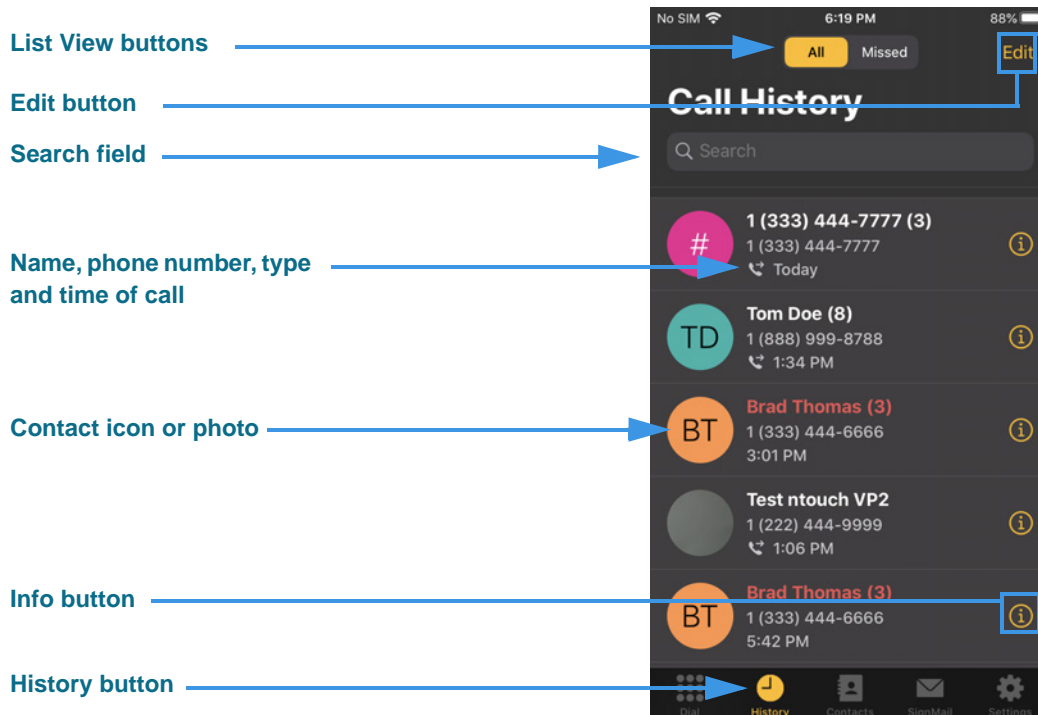 No SIM 6:19 PM 88%
List View buttons
All Missed Edit
Edit button
Call History
Search field
Search
1 (333) 444-7777 (3)
# 1 (333) 444-7777
Today
Name, phone number, type
and time of call
Tom Doe (8)
TD 1 (888) 999-8788
1:34 PM
Contact icon or photo
Brad Thomas (3)
BT 1 (333) 444-6666
3:01 PM
Test ntouch VP2
1 (222) 444-9999
1:06 PM
Info button
Brad Thomas (3)
BT 1 (333) 444-6666
5:42 PM
History button
Dial History Contacts SignMail Settings